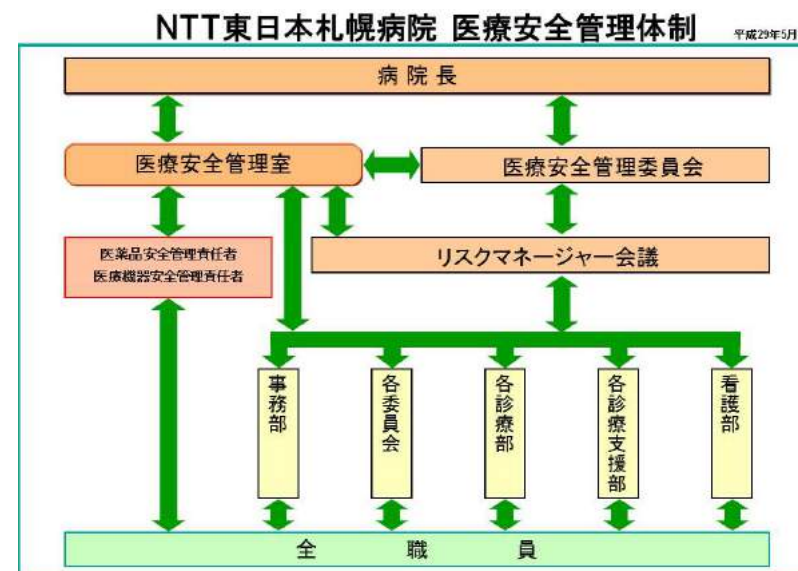 NTT東日本札幌病院 医療安全管理体制
平成29年5月
病院長
医療安全管理室
医療安全管理委員会
医薬品安全管理責任者
医療機器安全管理責任者
リスクマネージャー会議
事務部
各委員会
各診療部
各診療支援部
看護部
全職員